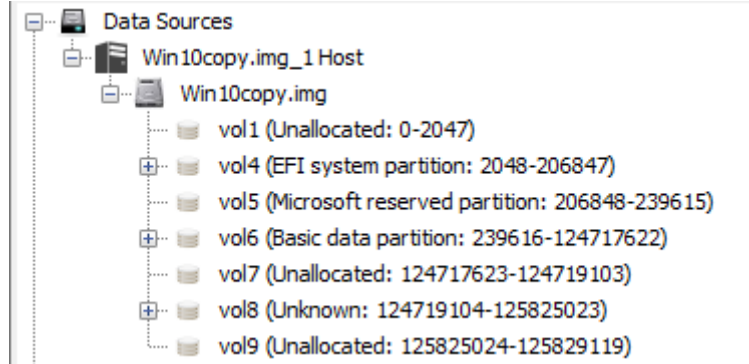 Data Sources
Win10copy.img_1 Host
Win10copy.img
vol1 (Unallocated: 0-2047)
vol4 (EFI system partition: 2048-206847)
vol5 (Microsoft reserved partition: 206848-239615)
vol6 (Basic data partition: 239616-124717622)
vol7 (Unallocated: 124717623-124719103)
vol8 (Unknown: 124719104-125825023)
vol9 (Unallocated: 125825024-125829119)